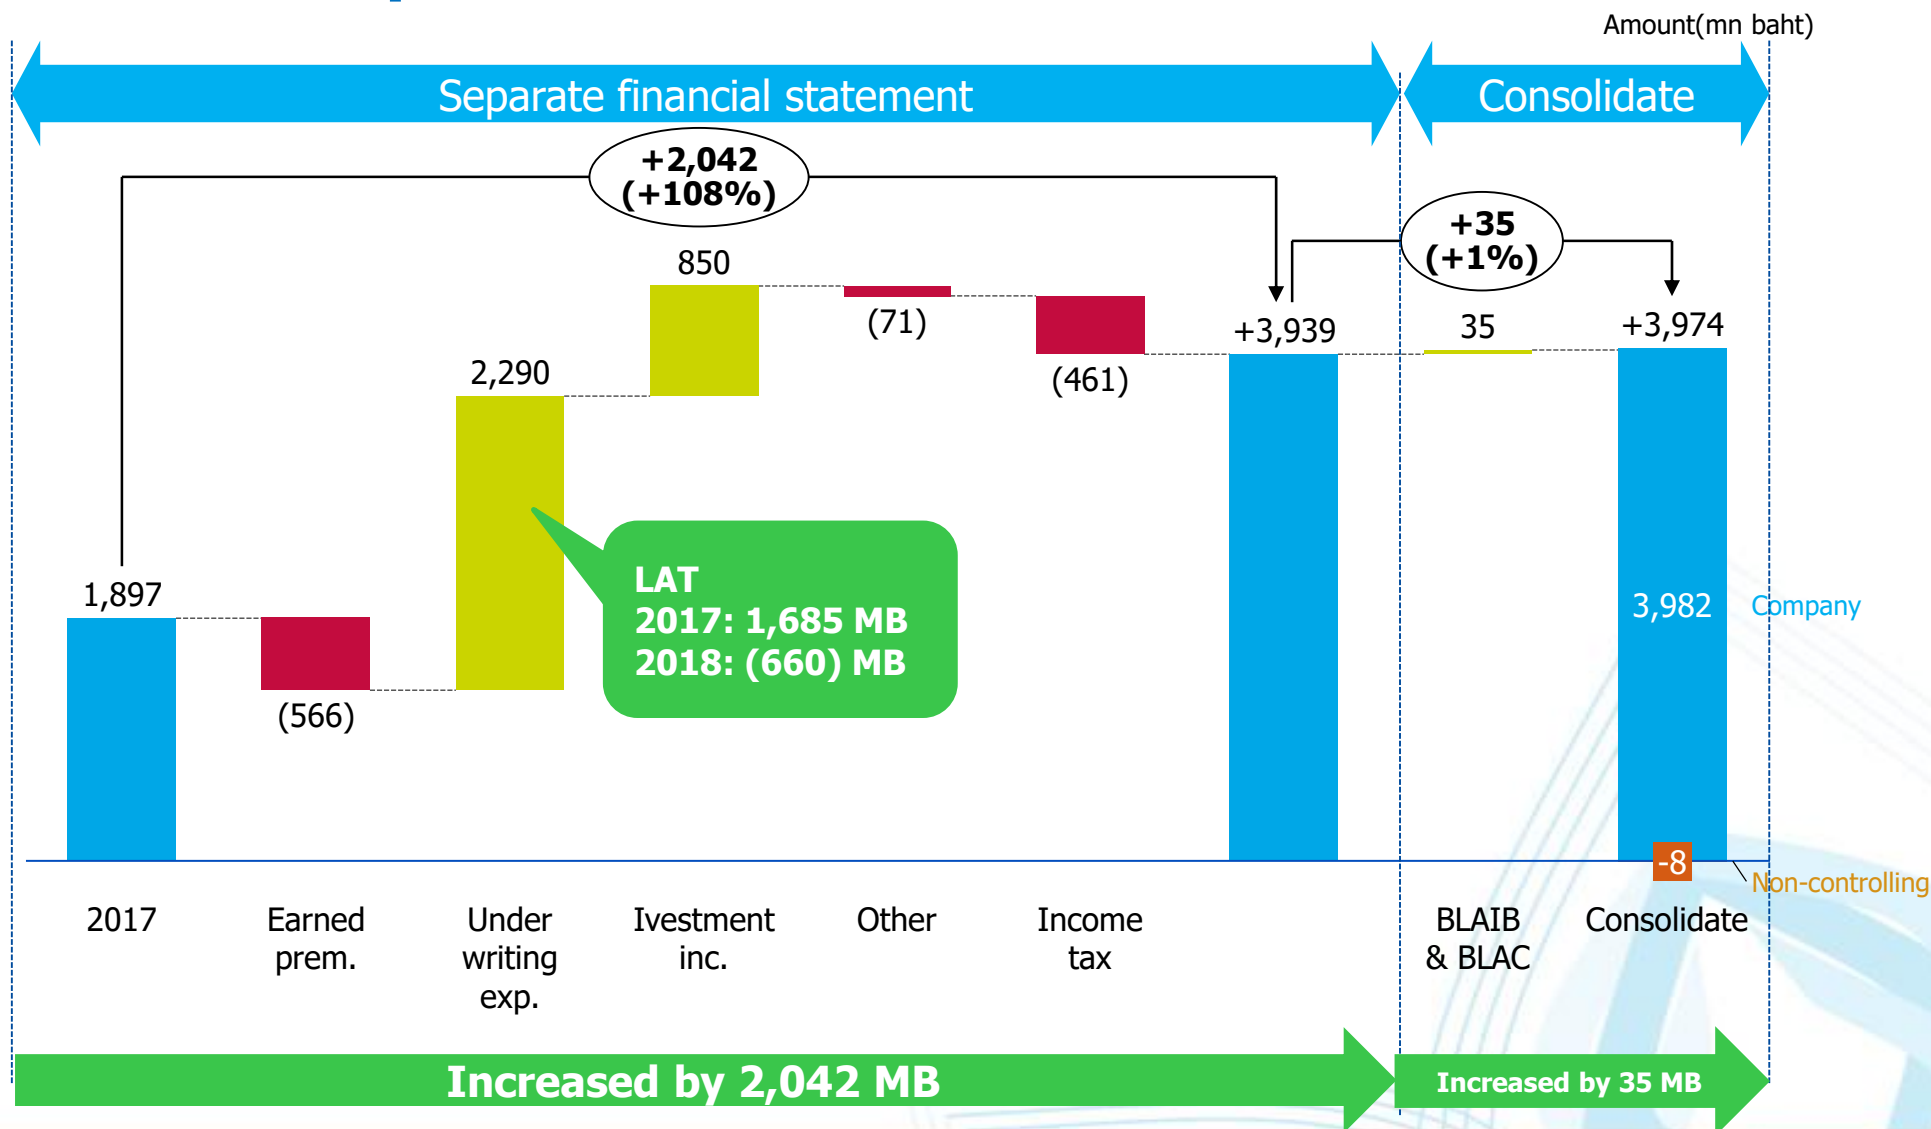 Amount(mn baht)
Separate financial statement
Consolidate
+2,042
(+108%)
+35
(+1%)
850
(71)
+3,939
35
+3,974
2,290
(461)
1,897
(566)
LAT
2017: 1,685 MB
2018: (660) MB
3,982
Company
-8
Non-controlling
2017
Earned
prem.
Under
writing
exp.
Ivestment
inc.
Other
Income
tax
BLAIB
& BLAC
Consolidate
Increased by 2,042 MB
Increased by 35 MB